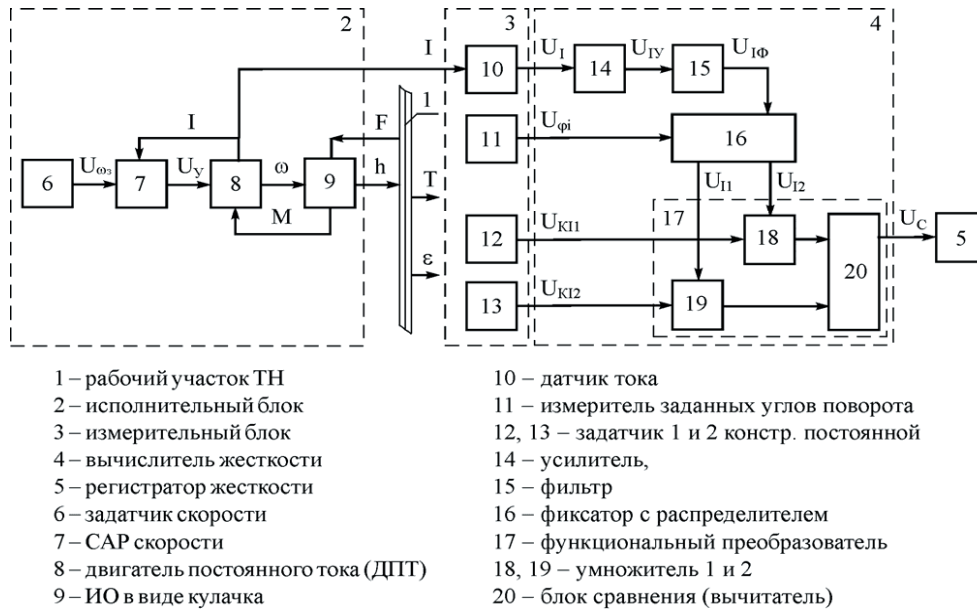 2
3
4
I
10
U_I
14
U_IУ
15
U_IФ
I
F
1
11
U_φi
16
6
U_ωз
7
U_У
8
ω
9
h
T
U_I1
U_I2
M
17
12
U_КI1
18
U_C
5
ε
20
13
U_КI2
19
1 – рабочий участок ТН
2 – исполнительный блок
3 – измерительный блок
4 – вычислитель жесткости
5 – регистратор жесткости
6 – задатчик скорости
7 – САР скорости
8 – двигатель постоянного тока (ДПТ)
9 – ИО в виде кулачка
10 – датчик тока
11 – измеритель заданных углов поворота
12, 13 – задатчик 1 и 2 констр. постоянной
14 – усилитель,
15 – фильтр
16 – фиксатор с распределителем
17 – функциональный преобразователь
18, 19 – умножитель 1 и 2
20 – блок сравнения (вычитатель)